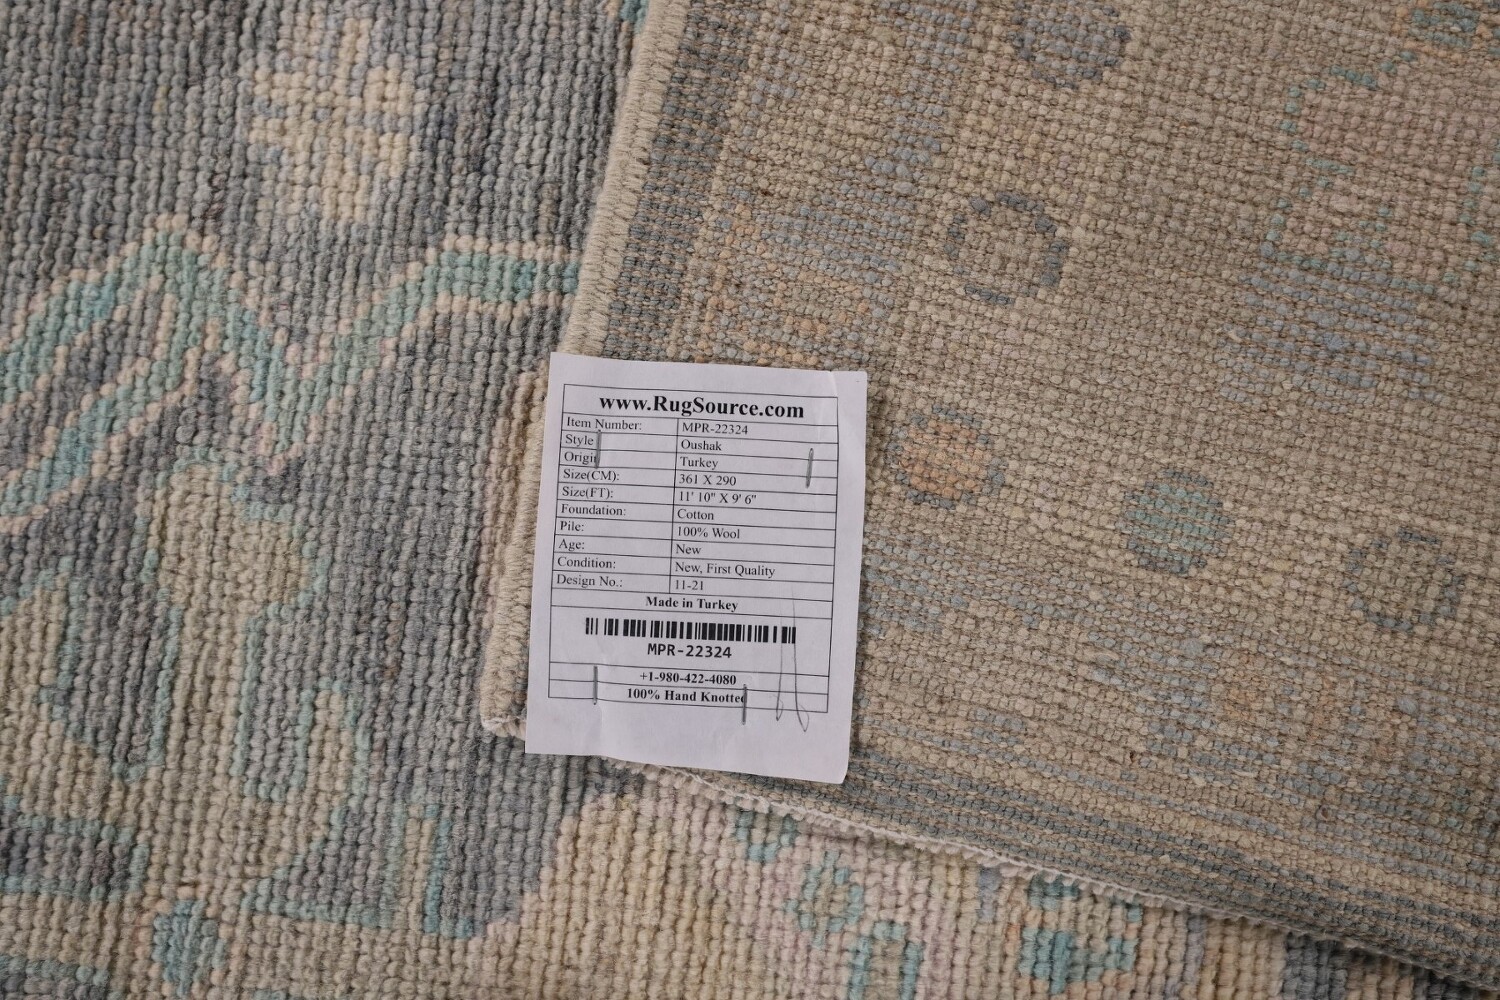 www.RugSource.com
Item Number: MPR-22324
Style Oushak
Origin Turkey
Size(CM): 361 X 290
Size(FT): 11' 10" X 9' 6"
Foundation: Cotton
Pile: 100% Wool
Age: New
Condition: New, First Quality
Design No.: 11-21
Made in Turkey
MPR-22324
+1-980-422-4080
100% Hand Knotted